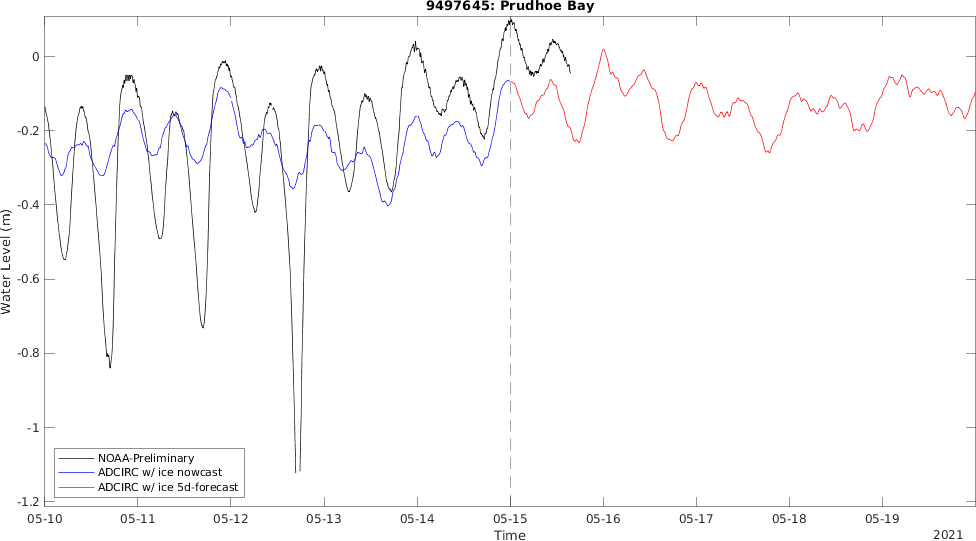 9497645: Prudhoe Bay
Water Level (m)
0
-0.2
-0.4
-0.6
-0.8
-1
-1.2
NOAA-Preliminary
ADCIRC w/ ice nowcast
ADCIRC w/ ice 5d-forecast
05-10 05-11 05-12 05-13 05-14 05-15 05-16 05-17 05-18 05-19
Time
2021